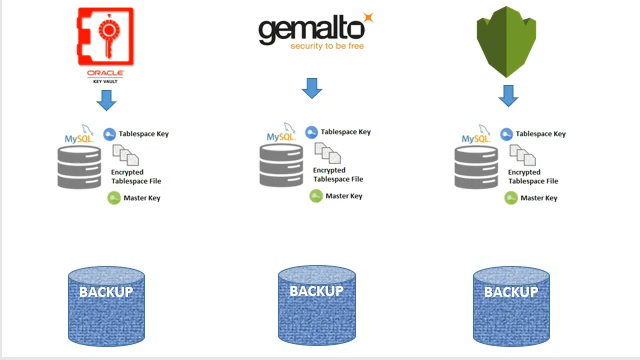 ORACLE
KEY VAULT
gemalto
security to be free
MySQL
Tablespace Key
Encrypted
Tablespace File
Master Key
MySQL
Tablespace Key
Encrypted
Tablespace File
Master Key
MySQL
Tablespace Key
Encrypted
Tablespace File
Master Key
BACKUP
BACKUP
BACKUP